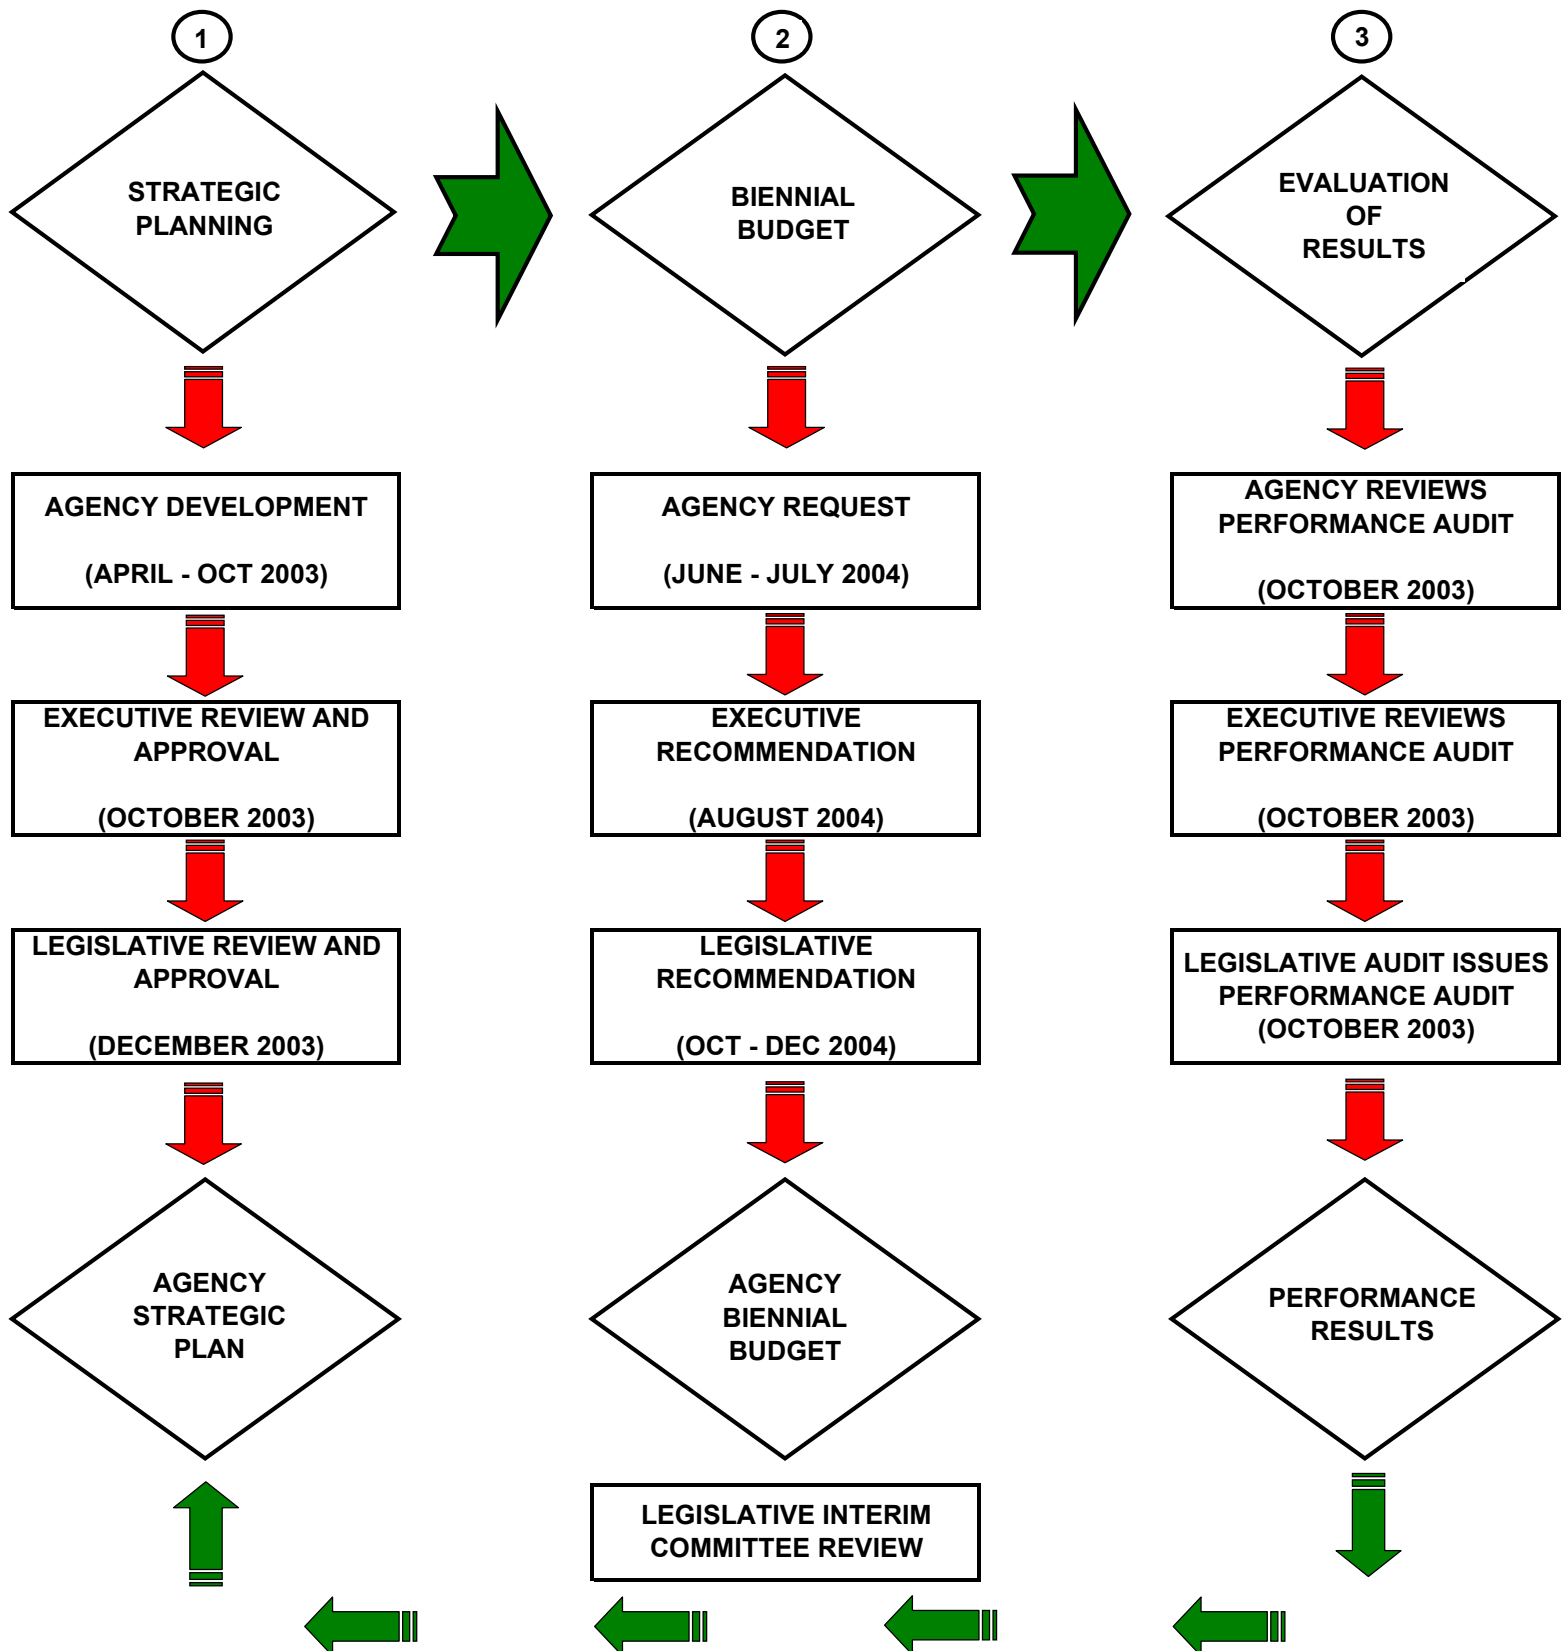 1
STRATEGIC
PLANNING
AGENCY DEVELOPMENT
(APRIL - OCT 2003)
EXECUTIVE REVIEW AND
APPROVAL
(OCTOBER 2003)
LEGISLATIVE REVIEW AND
APPROVAL
(DECEMBER 2003)
AGENCY
STRATEGIC
PLAN
2
BIENNIAL
BUDGET
AGENCY REQUEST
(JUNE - JULY 2004)
EXECUTIVE
RECOMMENDATION
(AUGUST 2004)
LEGISLATIVE
RECOMMENDATION
(OCT - DEC 2004)
AGENCY
BIENNIAL
BUDGET
LEGISLATIVE INTERIM
COMMITTEE REVIEW
3
EVALUATION
OF
RESULTS
AGENCY REVIEWS
PERFORMANCE AUDIT
(OCTOBER 2003)
EXECUTIVE REVIEWS
PERFORMANCE AUDIT
(OCTOBER 2003)
LEGISLATIVE AUDIT ISSUES
PERFORMANCE AUDIT
(OCTOBER 2003)
PERFORMANCE
RESULTS